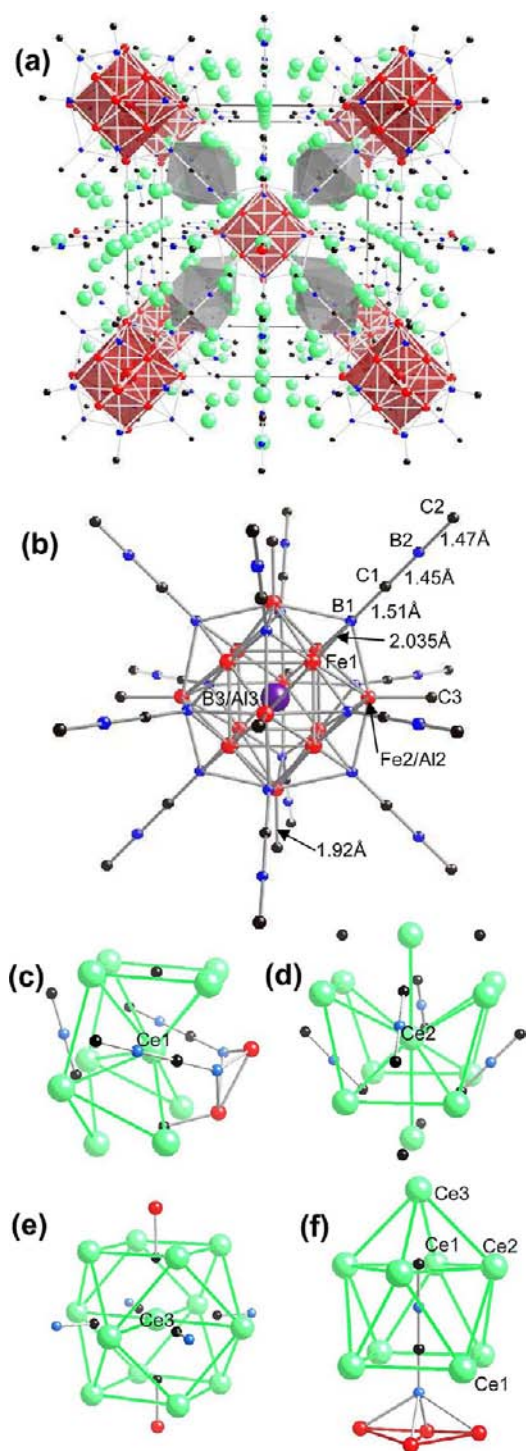 (a)
(b)
C2
B2
1.47Å
C1
1.45Å
B1
1.51Å
2.035Å
Fe1
B3/Al3
C3
Fe2/Al2
1.92Å
(c)
Ce1
(d)
Ce2
(e)
Ce3
(f)
Ce3
Ce1
Ce2
Ce1